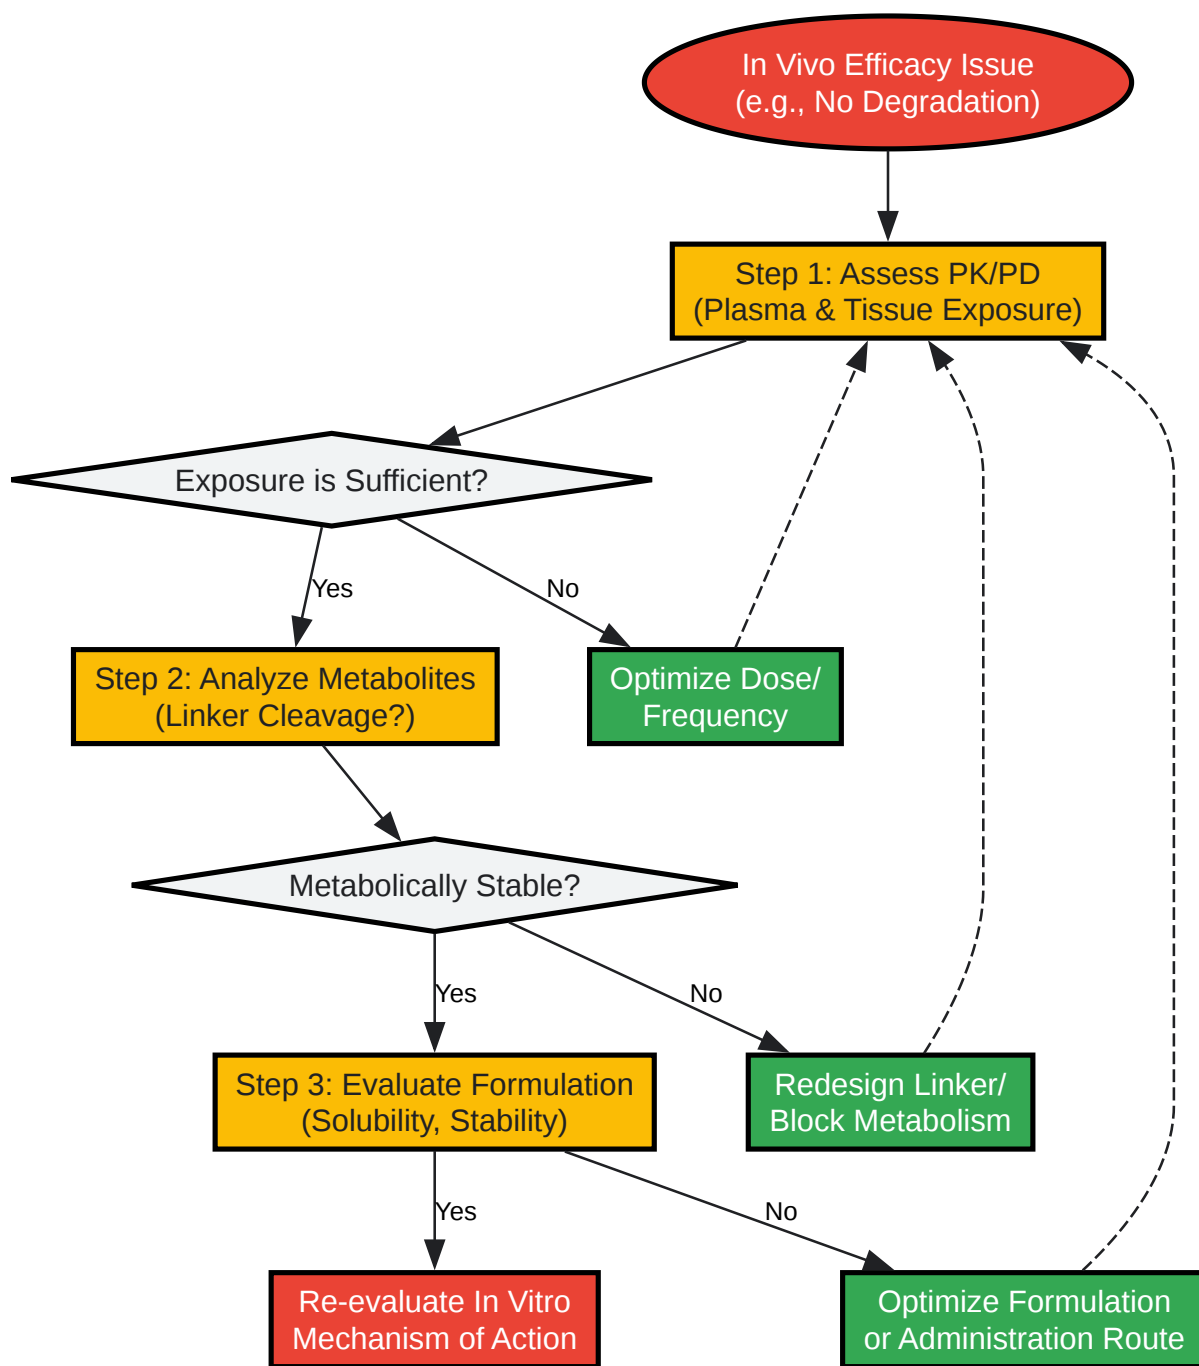 In Vivo Efficacy Issue
(e.g., No Degradation)
Step 1: Assess PK/PD
(Plasma & Tissue Exposure)
Exposure is Sufficient?
Yes
No
Step 2: Analyze Metabolites
(Linker Cleavage?)
Optimize Dose/
Frequency
Metabolically Stable?
Yes
No
Step 3: Evaluate Formulation
(Solubility, Stability)
Redesign Linker/
Block Metabolism
Yes
No
Re-evaluate In Vitro
Mechanism of Action
Optimize Formulation
or Administration Route